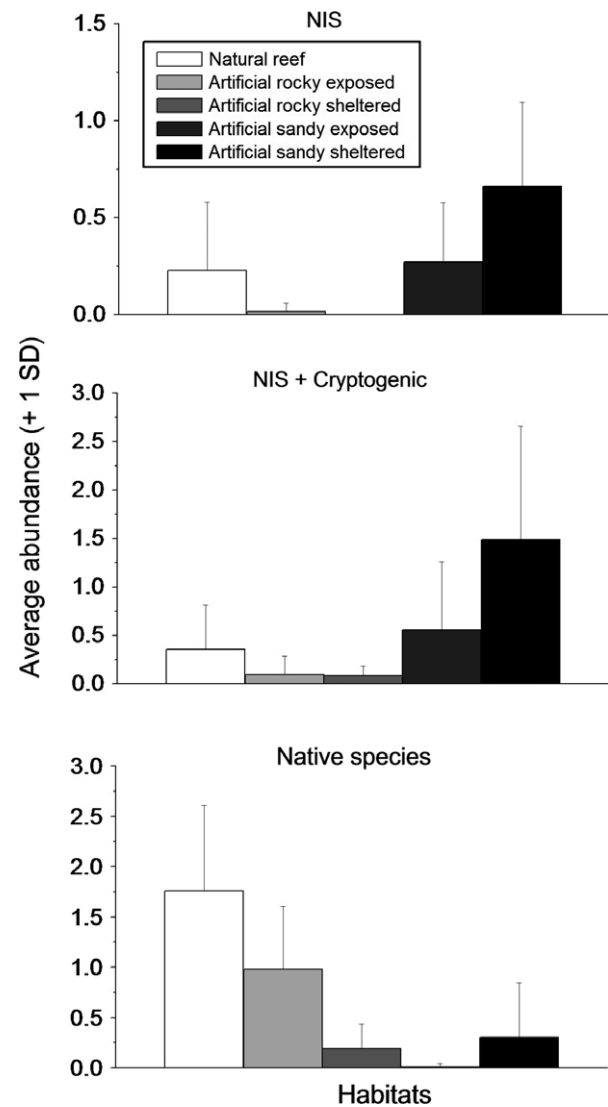 NIS
1.5
1.0
0.5
0.0
Natural reef
Artificial rocky exposed
Artificial rocky sheltered
Artificial sandy exposed
Artificial sandy sheltered
Average abundance (+ 1 SD)
NIS + Cryptogenic
3.0
2.5
2.0
1.5
1.0
0.5
0.0
Native species
3.0
2.5
2.0
1.5
1.0
0.5
0.0
Habitats